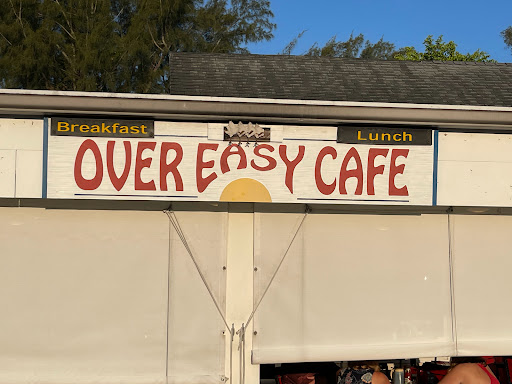 Breakfast Lunch
OVER EASY CAFE